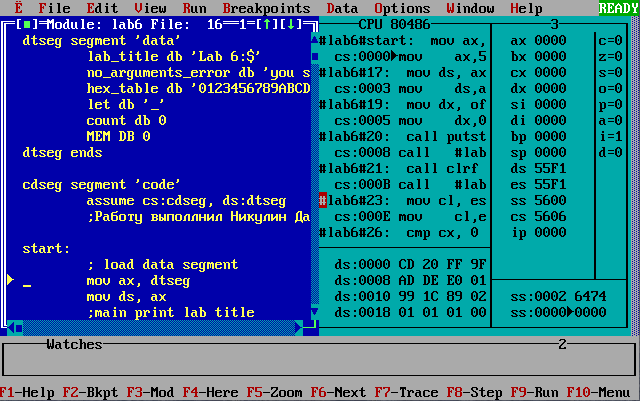 Ë File Edit View Run Breakpoints Data Options Window Help READY
[■]=Module: lab6 File: 16=1=[↑][↓]
dtseg segment 'data'
lab_title db 'Lab 6:$'
no_arguments_error db 'you s
hex_table db '0123456789ABCD
let db '_'
count db 0
MEM DB 0
dtseg ends
cdseg segment 'code'
assume cs:cdseg, ds:dtseg
;Работу выполлнил Никулин Да
start:
; load data segment
mov ax, dtseg
mov ds, ax
;main print lab title
CPU 80486 3
#lab6#start: mov ax,
cs:0000►mov ax,5
#lab6#17: mov ds, ax
cs:0003 mov ds,a
#lab6#19: mov dx, of
cs:0005 mov dx,0
#lab6#20: call putst
cs:0008 call #lab
#lab6#21: call clrf
cs:000B call #lab
#lab6#23: mov cl, es
cs:000E mov cl,e
#lab6#26: cmp cx, 0
ax 0000
bx 0000
cx 0000
dx 0000
si 0000
di 0000
bp 0000
sp 0000
ds 55F1
es 55F1
ss 5600
cs 5606
ip 0000
c=0
z=0
s=0
o=0
p=0
a=0
i=1
d=0
ds:0000 CD 20 FF 9F
ds:0008 AD DE E0 01
ds:0010 99 1C 89 02
ds:0018 01 01 01 00
ss:0002 6474
ss:0000►0000
Watches 2
F1-Help F2-Bkpt F3-Mod F4-Here F5-Zoom F6-Next F7-Trace F8-Step F9-Run F10-Menu